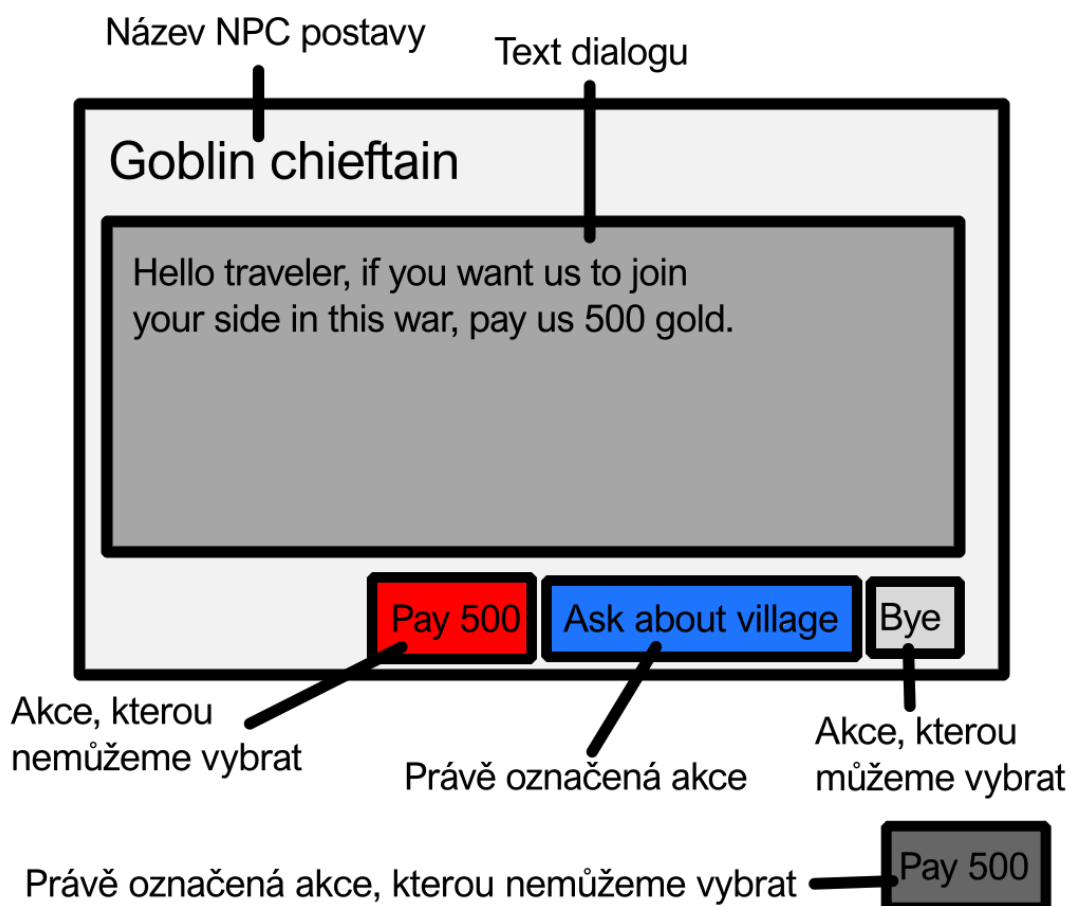 Název NPC postavy
Text dialogu
Goblin chieftain
Hello traveler, if you want us to join
your side in this war, pay us 500 gold.
Pay 500
Ask about village
Bye
Akce, kterou
nemůžeme vybrat
Právě označená akce
Akce, kterou
můžeme vybrat
Právě označená akce, kterou nemůžeme vybrat
Pay 500